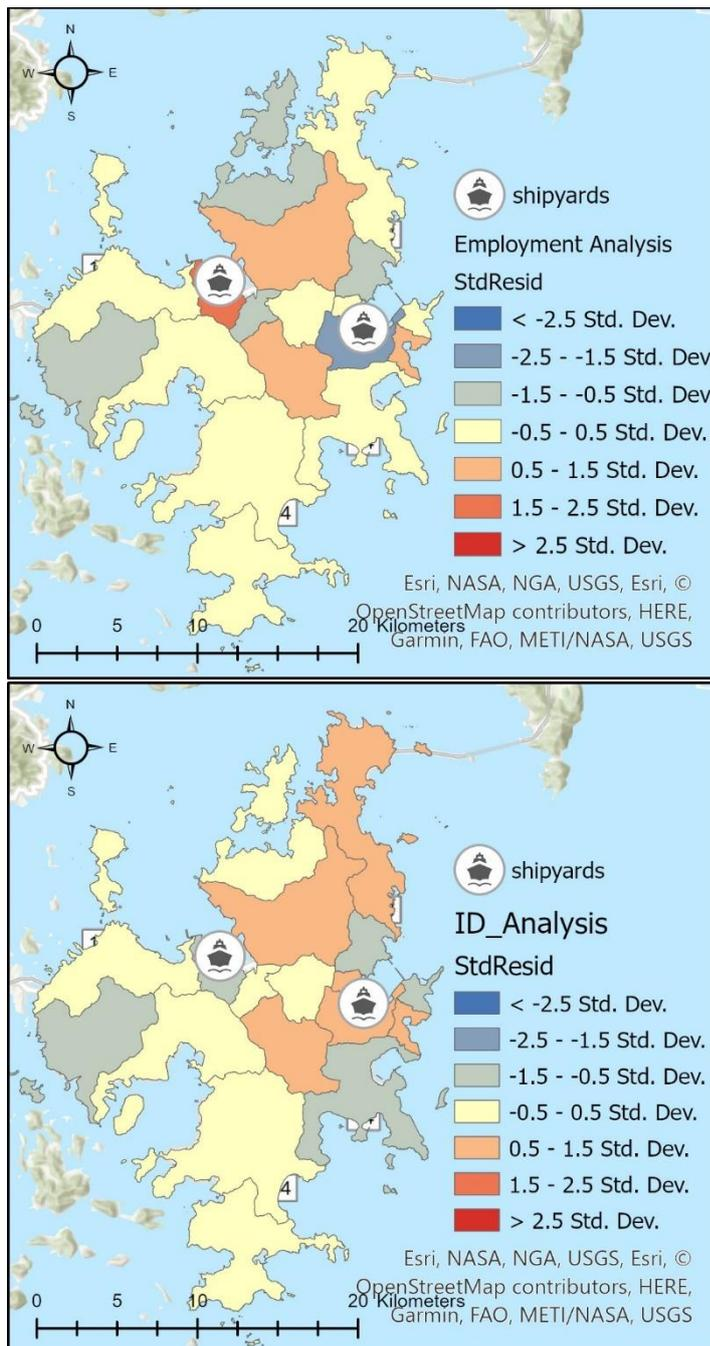 N
W E
S
shipyards
Employment Analysis
StdResid
< -2.5 Std. Dev.
-2.5 - -1.5 Std. Dev
-1.5 - -0.5 Std. Dev
-0.5 - 0.5 Std. Dev.
0.5 - 1.5 Std. Dev.
1.5 - 2.5 Std. Dev.
> 2.5 Std. Dev.
1
4
Esri, NASA, NGA, USGS, Esri, ©
OpenStreetMap contributors, HERE,
Garmin, FAO, METI/NASA, USGS
0 5 10 20 Kilometers
N
W E
S
shipyards
ID_Analysis
StdResid
< -2.5 Std. Dev.
-2.5 - -1.5 Std. Dev.
-1.5 - -0.5 Std. Dev.
-0.5 - 0.5 Std. Dev.
0.5 - 1.5 Std. Dev.
1.5 - 2.5 Std. Dev.
> 2.5 Std. Dev.
1
4
Esri, NASA, NGA, USGS, Esri, ©
OpenStreetMap contributors, HERE,
Garmin, FAO, METI/NASA, USGS
0 5 10 20 Kilometers